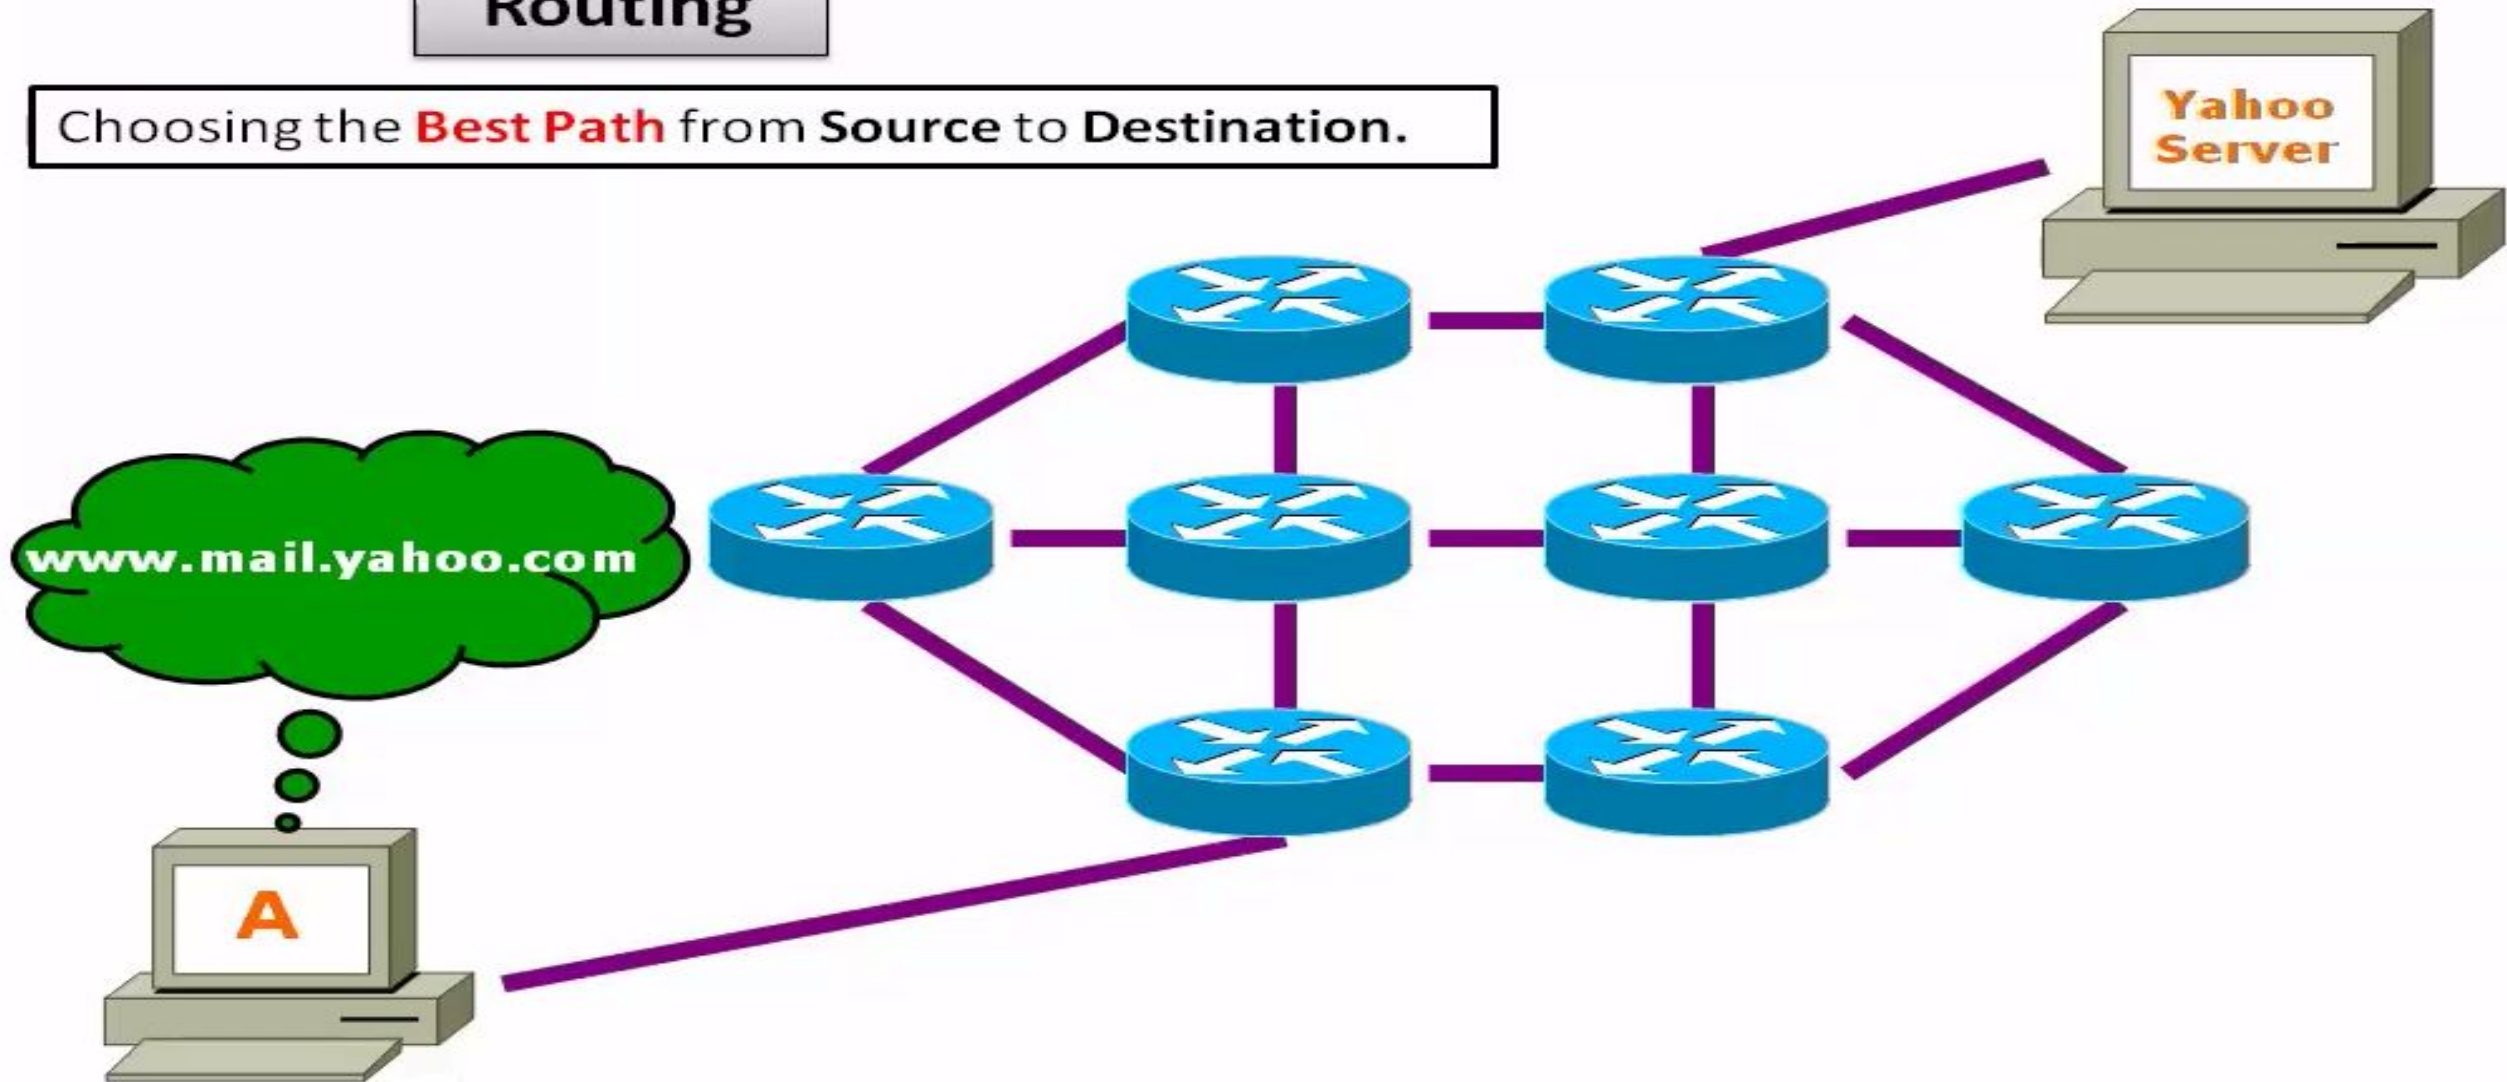 Routing
Choosing the Best Path from Source to Destination.
Yahoo
Server
www.mail.yahoo.com
A